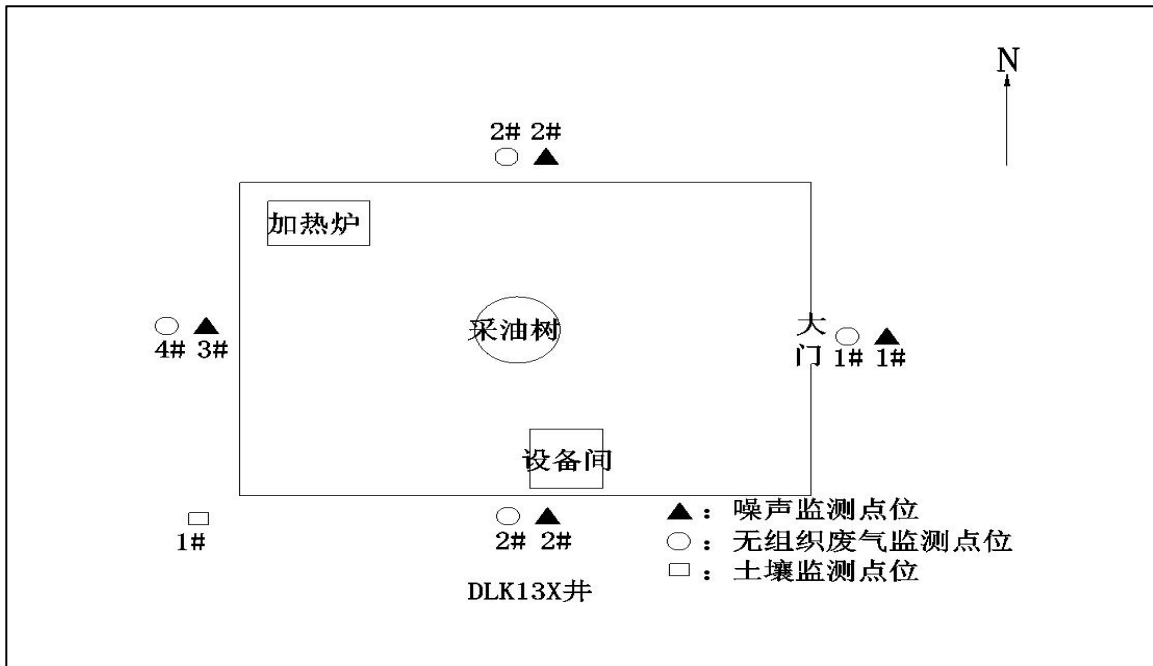 N
2# 2#
加热炉
采油树
大门
4# 3#
1# 1#
设备间
1#
2# 2#
▲：噪声监测点位
○：无组织废气监测点位
□：土壤监测点位
DLK13X井